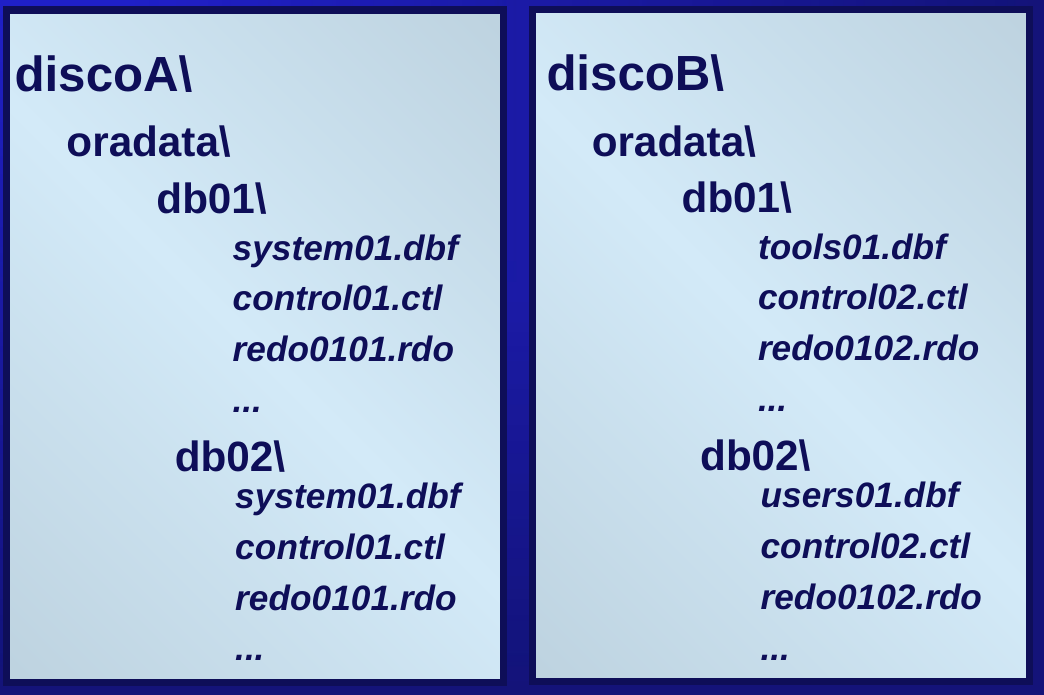 discoA\
oradata\
db01\
system01.dbf
control01.ctl
redo0101.rdo
...
db02\
system01.dbf
control01.ctl
redo0101.rdo
...
discoB\
oradata\
db01\
tools01.dbf
control02.ctl
redo0102.rdo
...
db02\
users01.dbf
control02.ctl
redo0102.rdo
...